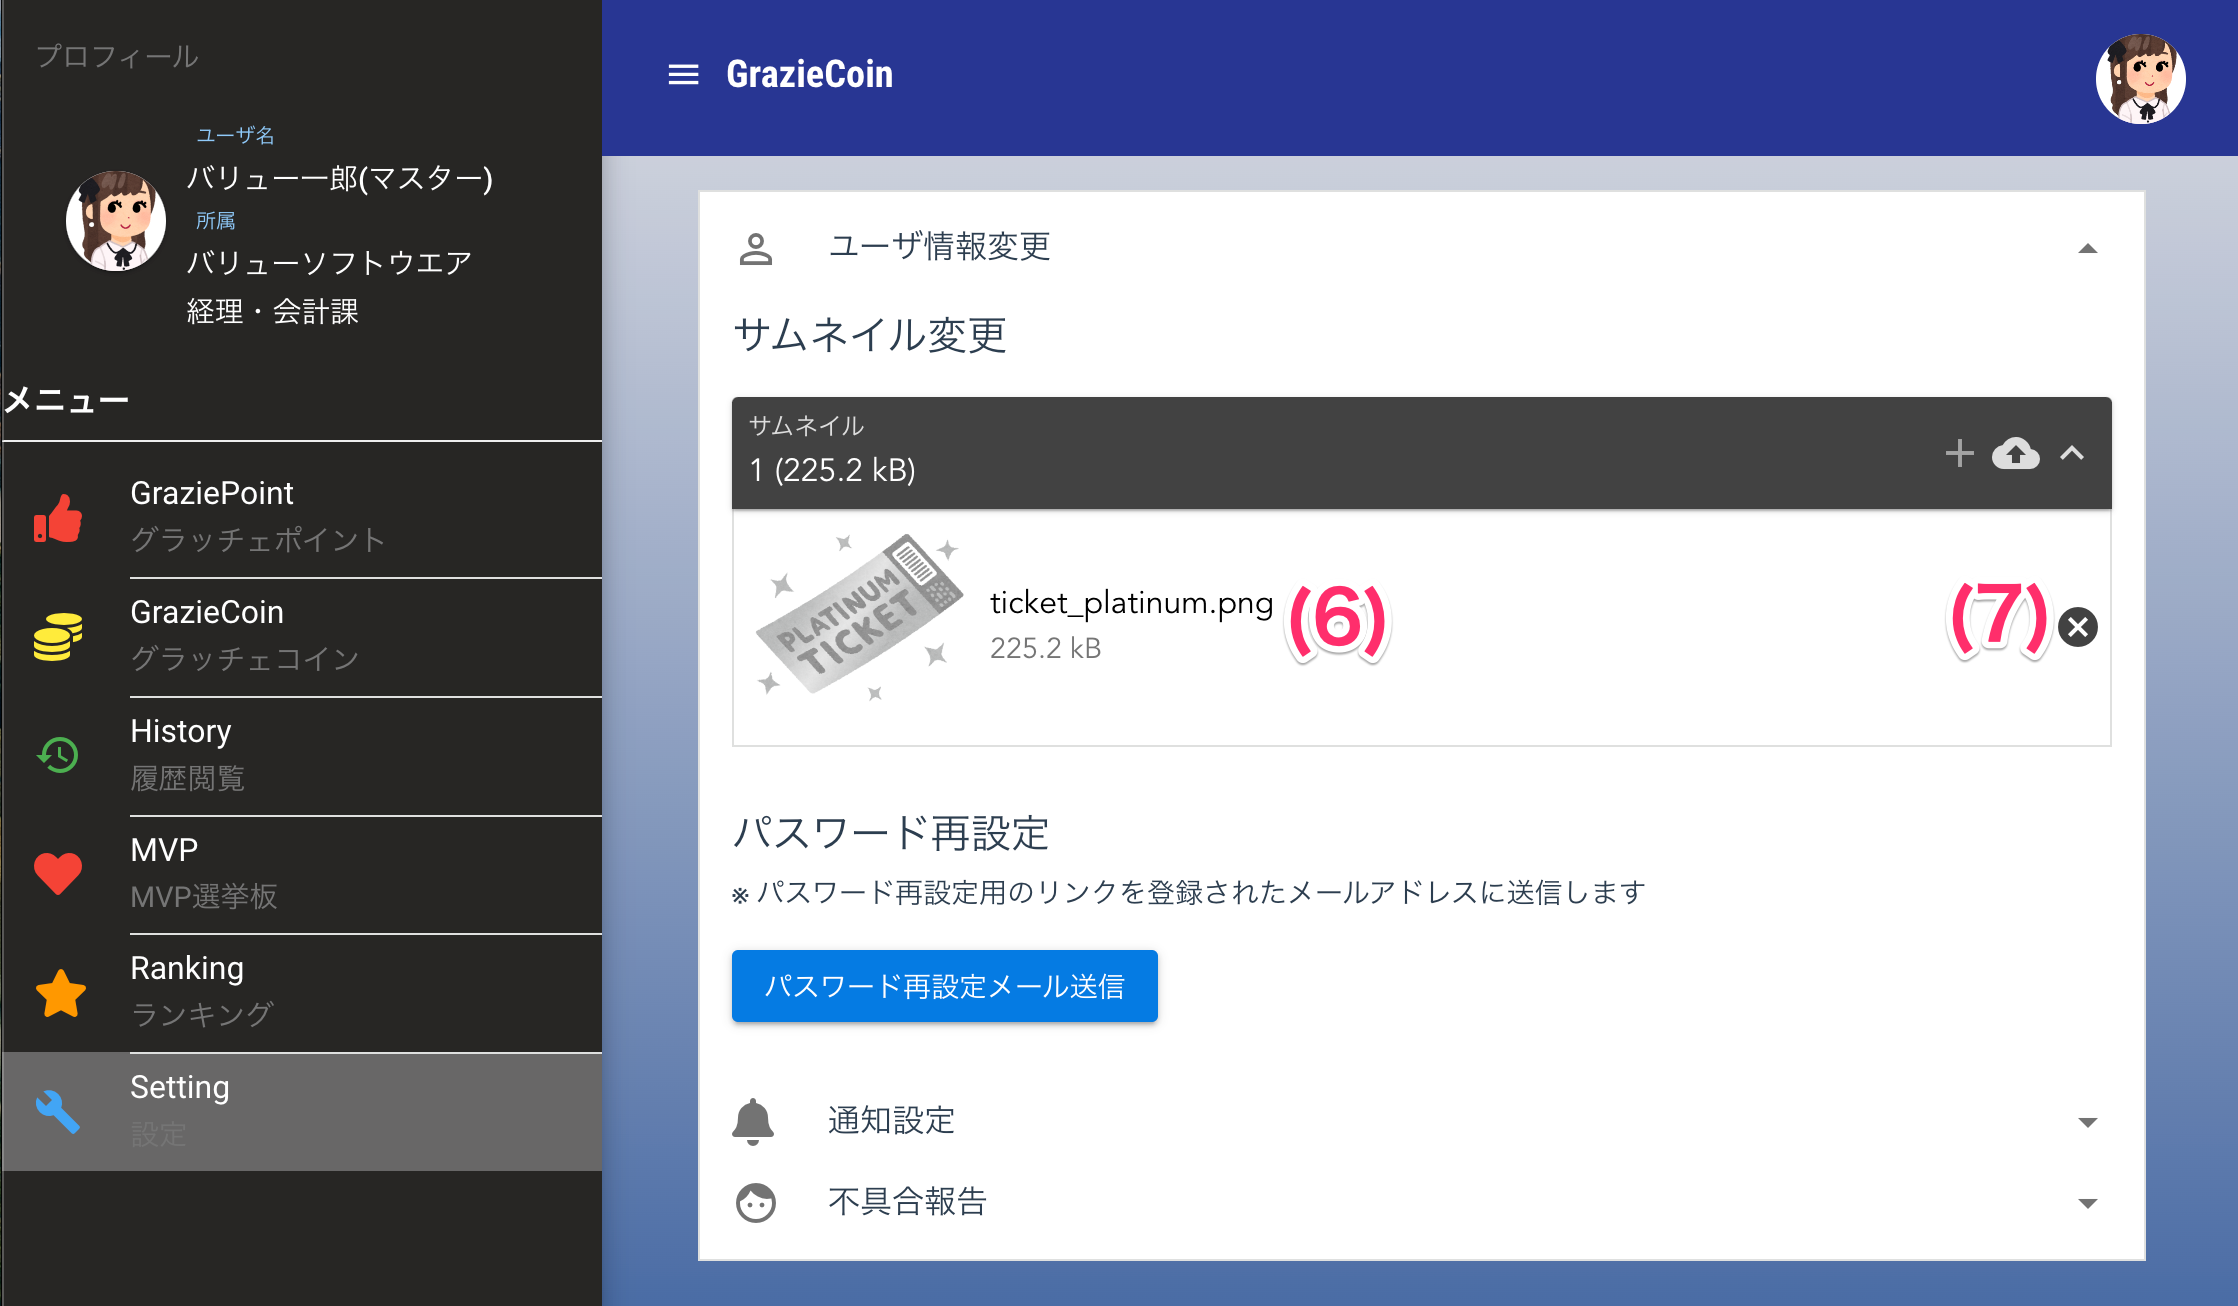 プロフィール
ユーザ名
バリュー一郎(マスター)
所属
バリューソフトウエア
経理・会計課
メニュー
GraziePoint
グラッチェポイント
GrazieCoin
グラッチェコイン
History
履歴閲覧
MVP
MVP選挙板
Ranking
ランキング
Setting
設定
GrazieCoin
ユーザ情報変更
サムネイル変更
サムネイル
1 (225.2 kB)
PLATINUM
TICKET
ticket_platinum.png
(6)
225.2 kB
(7)
パスワード再設定
※ パスワード再設定用のリンクを登録されたメールアドレスに送信します
パスワード再設定メール送信
通知設定
不具合報告